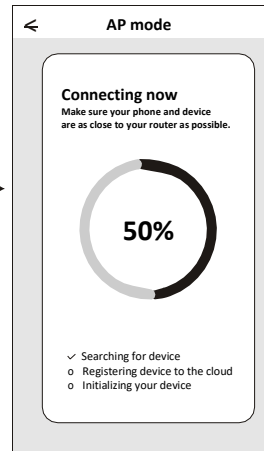 AP mode
Connecting now
Make sure your phone and device
are as close to your router as possible.
50%
✓ Searching for device
o Registering device to the cloud
o Initializing your device